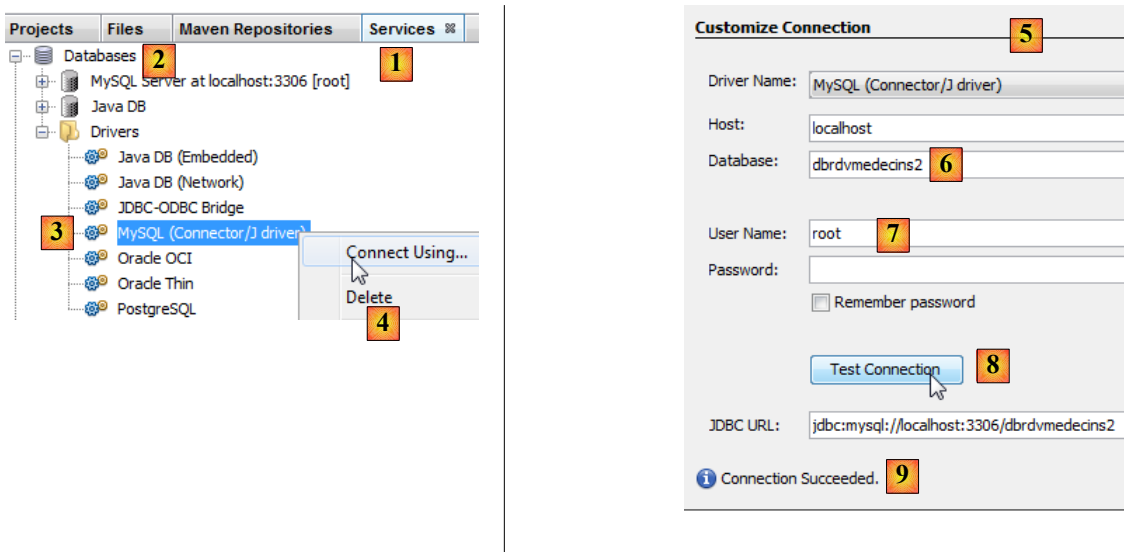 Projects Files Maven Repositories Services
1
Databases 2
MySQL Server at localhost:3306 [root]
Java DB
Drivers
Java DB (Embedded)
Java DB (Network)
JDBC-ODBC Bridge
3 MySQL (Connector/J driver)
Connect Using...
Oracle OCI
Oracle Thin
Delete
PostgreSQL
4
Customize Connection 5
Driver Name: MySQL (Connector/J driver)
Host: localhost
Database: dbrdvmedecins2 6
User Name: root 7
Password:
Remember password
Test Connection 8
JDBC URL: jdbc:mysql://localhost:3306/dbrdvmedecins2
Connection Succeeded. 9